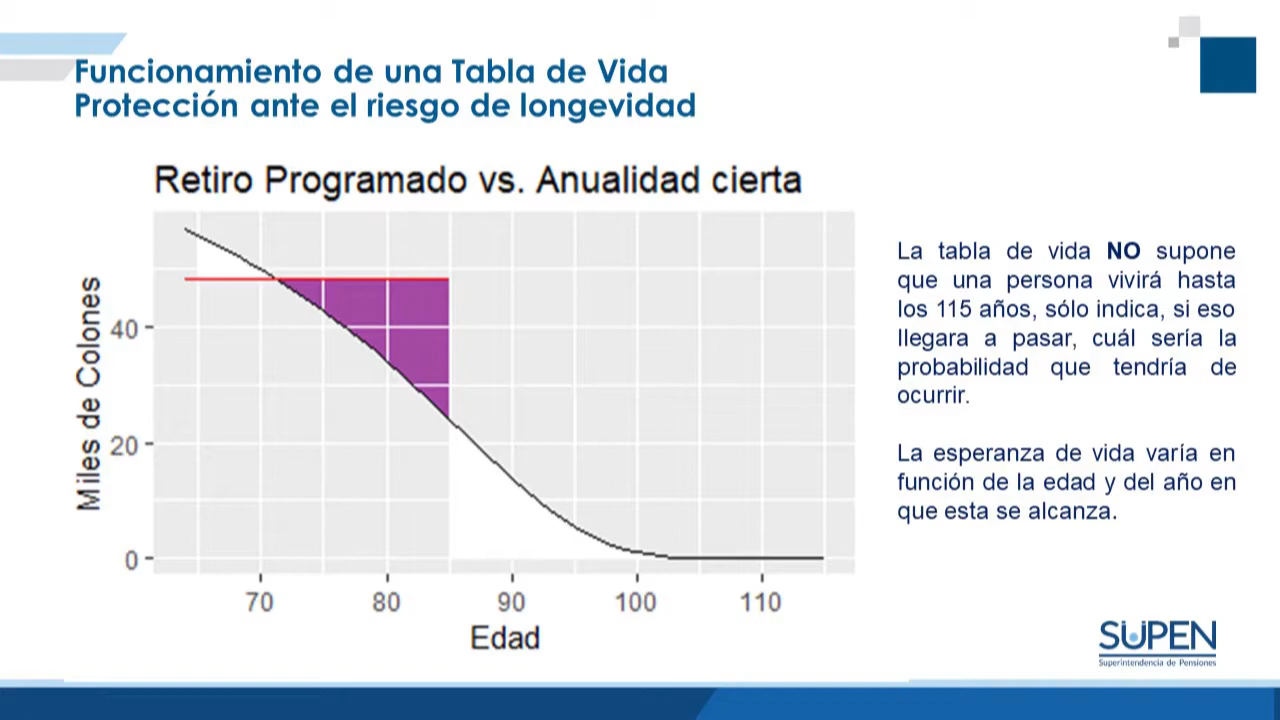 Funcionamiento de una Tabla de Vida
Protección ante el riesgo de longevidad
Retiro Programado vs. Anualidad cierta
Miles de Colones
40
20
0
70
80
90
100
110
Edad
La tabla de vida NO supone
que una persona vivirá hasta
los 115 años, sólo indica, si eso
llegara a pasar, cuál sería la
probabilidad que tendría de
ocurrir.
La esperanza de vida varía en
función de la edad y del año en
que esta se alcanza.
SUPEN
Superintendencia de Pensiones